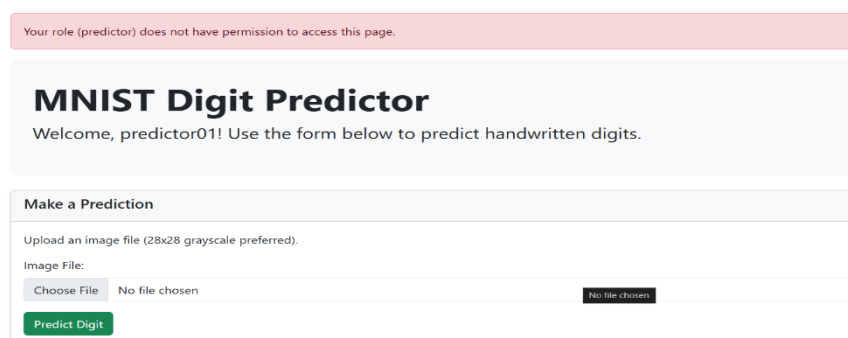 Your role (predictor) does not have permission to access this page.
MNIST Digit Predictor
Welcome, predictor01! Use the form below to predict handwritten digits.
Make a Prediction
Upload an image file (28x28 grayscale preferred).
Image File:
Choose File No file chosen
No file chosen
Predict Digit